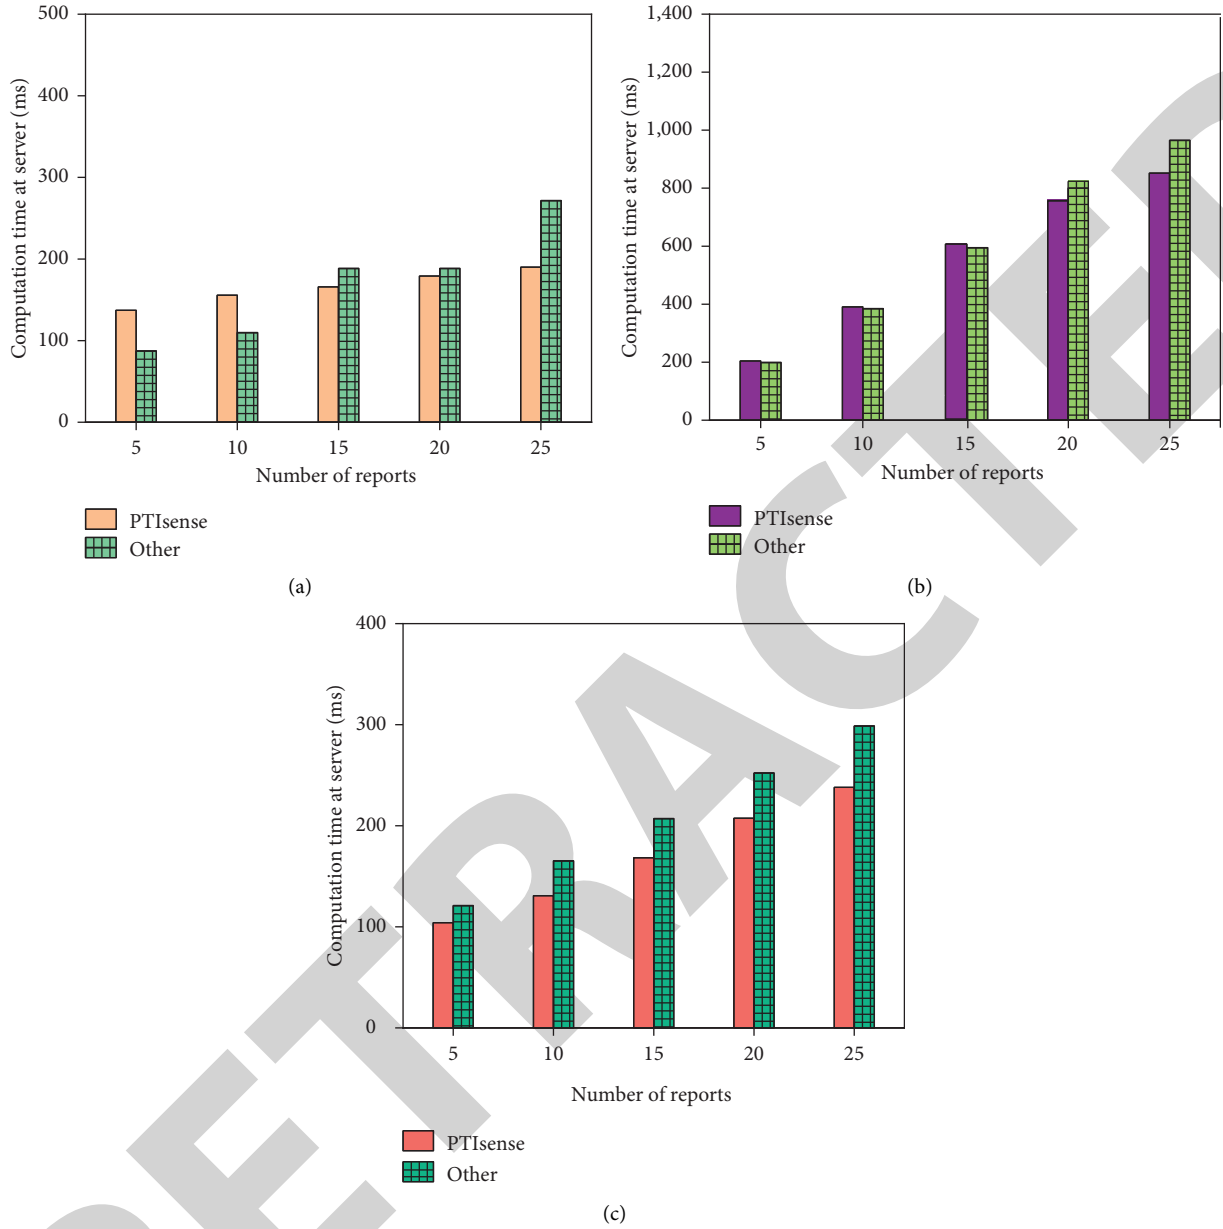 500
400
300
200
100
0
Computation time at server (ms)
5 10 15 20 25
Number of reports
PTIsense
Other
(a)
1,400
1,200
1,000
800
600
400
200
0
Computation time at server (ms)
5 10 15 20 25
Number of reports
PTIsense
Other
(b)
400
300
200
100
0
Computation time at server (ms)
5 10 15 20 25
Number of reports
PTIsense
Other
(c)
RETRACTED